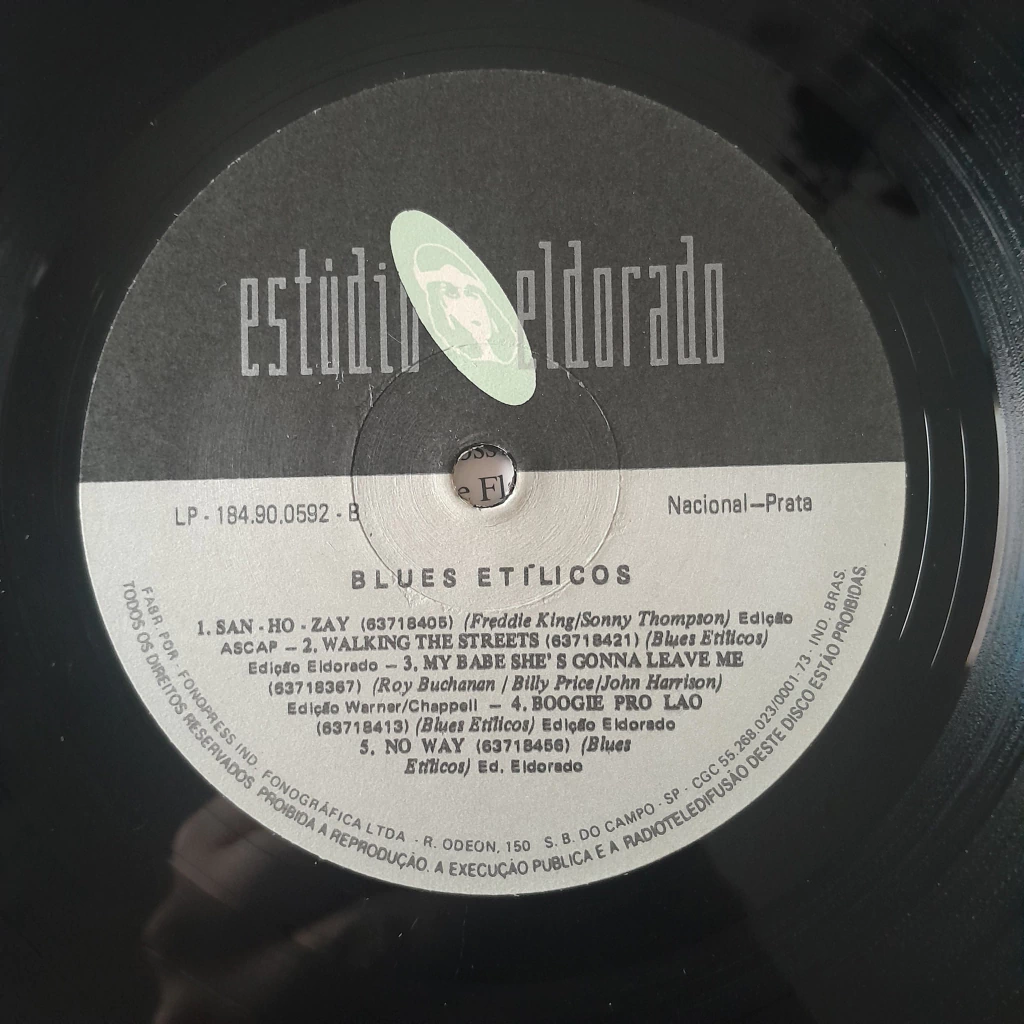 estúdio eldorado
LP - 184.90.0592 - B
Nacional—Prata
BLUES ETÍLICOS
1. SAN - HO - ZAY (63718405) (Freddie King/Sonny Thompson) Edição
ASCAP — 2. WALKING THE STREETS (63718421) (Blues Etílicos)
Edição Eldorado — 3. MY BABE SHE'S GONNA LEAVE ME
(63718367) (Roy Buchanan / Billy Price/John Harrison)
Edição Warner/Chappell — 4. BOOGIE PRO LAO
(63718413) (Blues Etílicos) Edição Eldorado
5. NO WAY (63718456) (Blues
Etílicos) Ed. Eldorado
FABR. POR - FONOPRESS IND. FONOGRÁFICA LTDA - R. ODEON, 150 S. B. DO CAMPO - SP - CGC 55.268.023/0001-73 - IND. BRAS.
TODOS OS DIREITOS RESERVADOS PROIBIDA A REPRODUÇÃO. A EXECUÇÃO PUBLICA E A RADIOTELEDIFUSÃO DESTE DISCO ESTÃO PROIBIDAS.